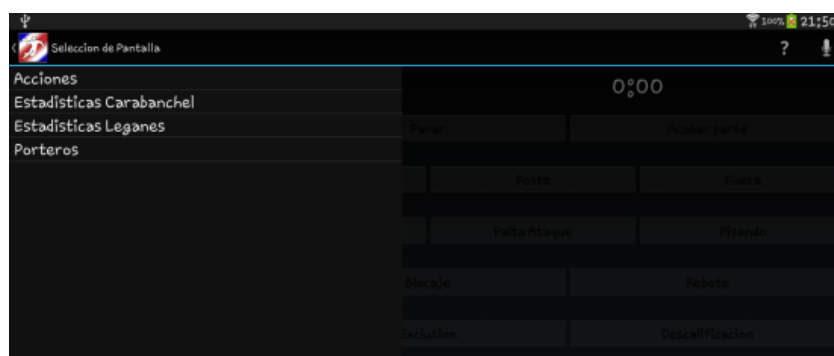 100% 21:50
Seleccion de Pantalla ?
Acciones
0:00
Estadisticas Carabanchel
Estadisticas Leganes
Parar Acabar parte
Porteros
Poste Fuera
Falta Ataque Pisando
Blocaje Rebote
Exclusion Descalificacion